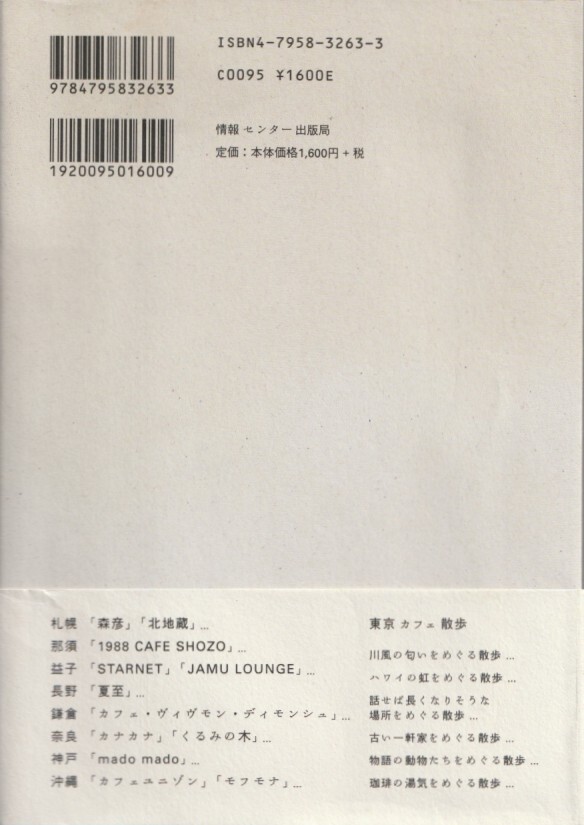 ISBN4-7958-3263-3
9784795832633
C0095 ¥1600E
情報センター出版局
定価：本体価格1,600円+税
1920095016009
札幌「森彦」「北地蔵」...
那須「1988 CAFE SHOZO」...
益子「STARNET」「JAMU LOUNGE」...
長野「夏至」...
鎌倉「カフェ・ヴィヴモン・ディモンシュ」...
奈良「カナカナ」「くるみの木」...
神戸「mado mado」...
沖縄「カフェユニゾン」「モフモナ」...
東京 カフェ 散歩
川風の匂いをめぐる散歩 ...
ハワイの虹をめぐる散歩 ...
話せば長くなりそうな
場所をめぐる散歩 ...
古い一軒家をめぐる散歩 ...
物語の動物たちをめぐる散歩 ...
珈琲の湯気をめぐる散歩 ...